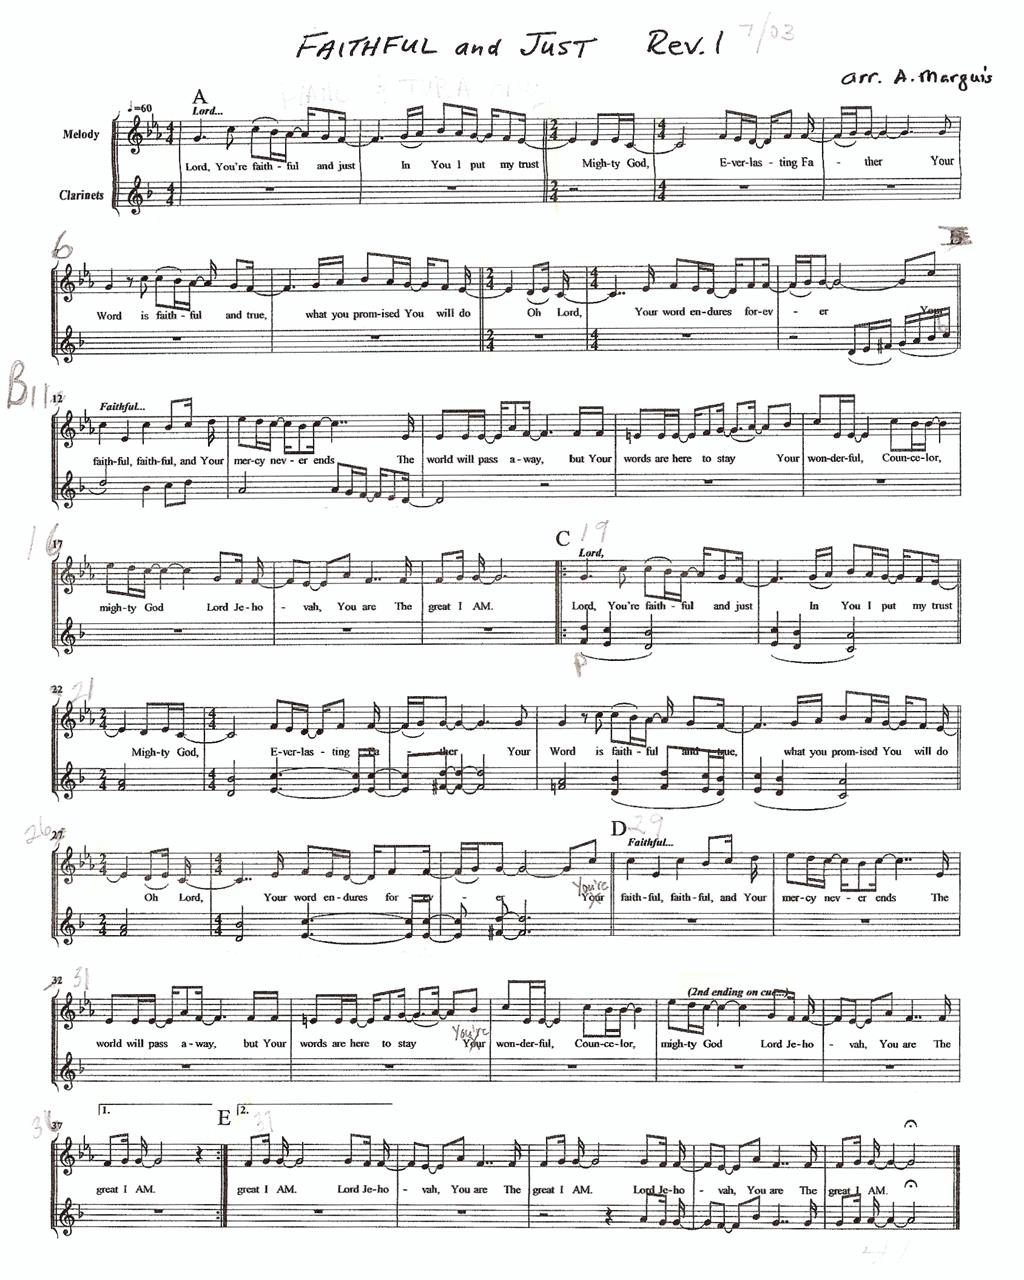 FAITHFUL and JUST Rev. 1 7/03
arr. A. Marquis
♩=60 A
Lord...
Melody
Lord, You're faith - ful and just In You I put my trust Might-ty God, E-ver-las - ting Fa - ther Your
Clarinets
6 B
Word is faith - ful and true, what you prom-ised You will do Oh Lord, Your word en-dures for-ev - er Your
B 11
12 Faithful...
faith-ful, faith-ful, and Your mer-cy nev-er ends The world will pass a-way, but Your words are here to stay Your won-der-ful, Coun-ce-lor,
16
17 C 19
Lord,
migh-ty God Lord Je-ho - vah, You are The great I AM. Lord, You're faith - ful and just In You I put my trust
p
22 21
Migh-ty God, E-ver-las - ting Fa - ther Your Word is faith - ful and true, what you prom-ised You will do
26 27 D 29
Faithful...
You're
Oh Lord, Your word en-dures for - ev - er Your faith-ful, faith-ful, and Your mer-cy nev-er ends The
32 31
(2nd ending on cue...)
You're
world will pass a-way, but Your words are here to stay Your won-der-ful, Coun-ce-lor, migh-ty God Lord Je-ho - vah, You are The
36 37 1. E 2. 37
great I AM. great I AM. Lord Je-ho - vah, You are The great I AM. Lord Je-ho - vah, You are The great I AM.